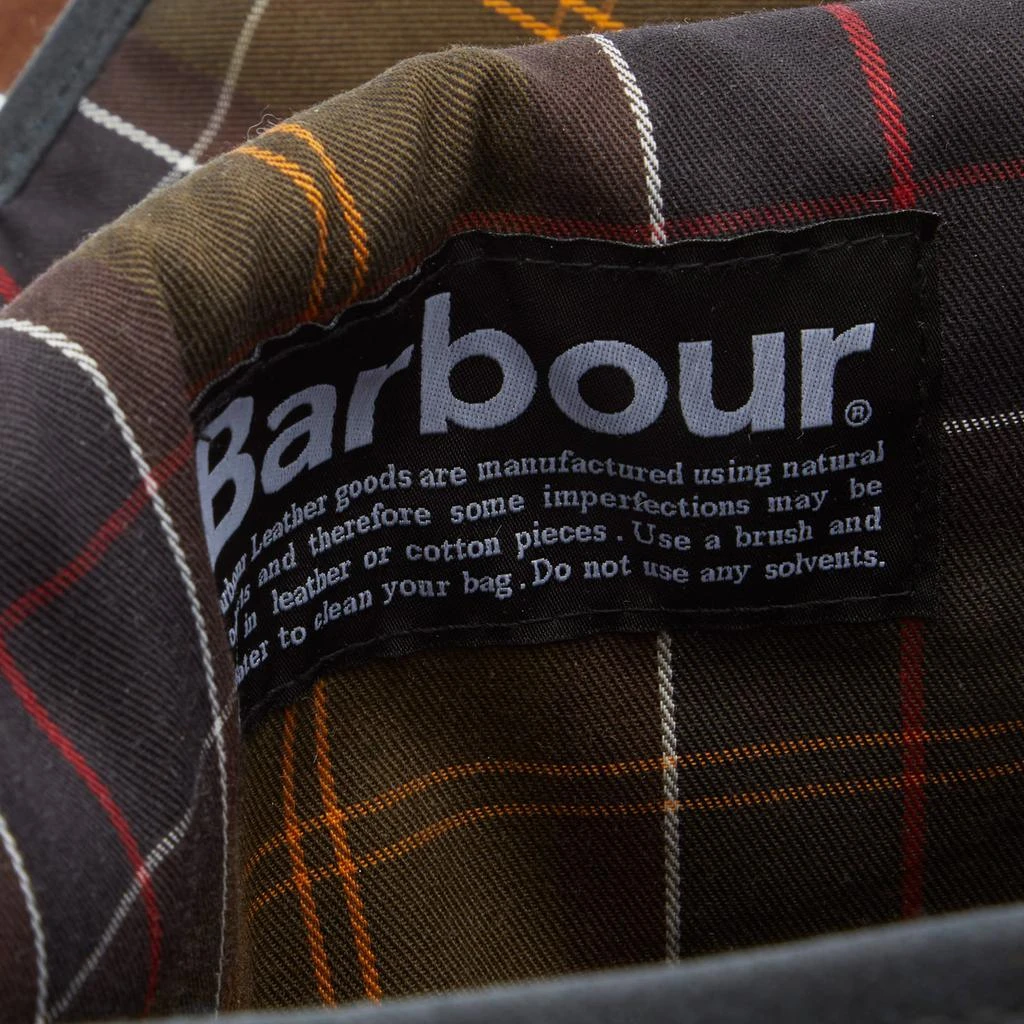 Barbour®
Leather goods are manufactured using natural
and therefore some imperfections may be
in leather or cotton pieces. Use a brush and
to clean your bag. Do not use any solvents.